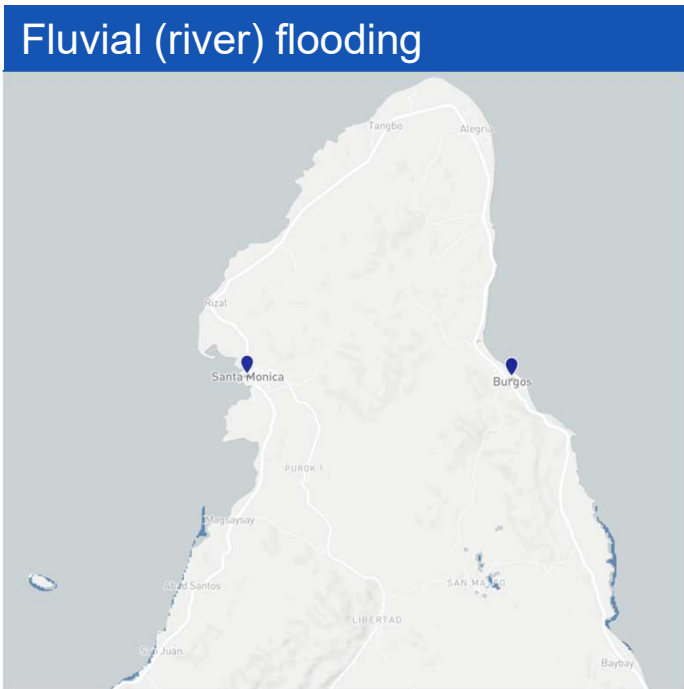 Fluvial (river) flooding
Tangbo
Alegria
Rizal
Santa Monica
Burgos
PUROK 1
Magsaysay
SAN MATEO
Abad Santos
LIBERTAD
San Juan
Baybay